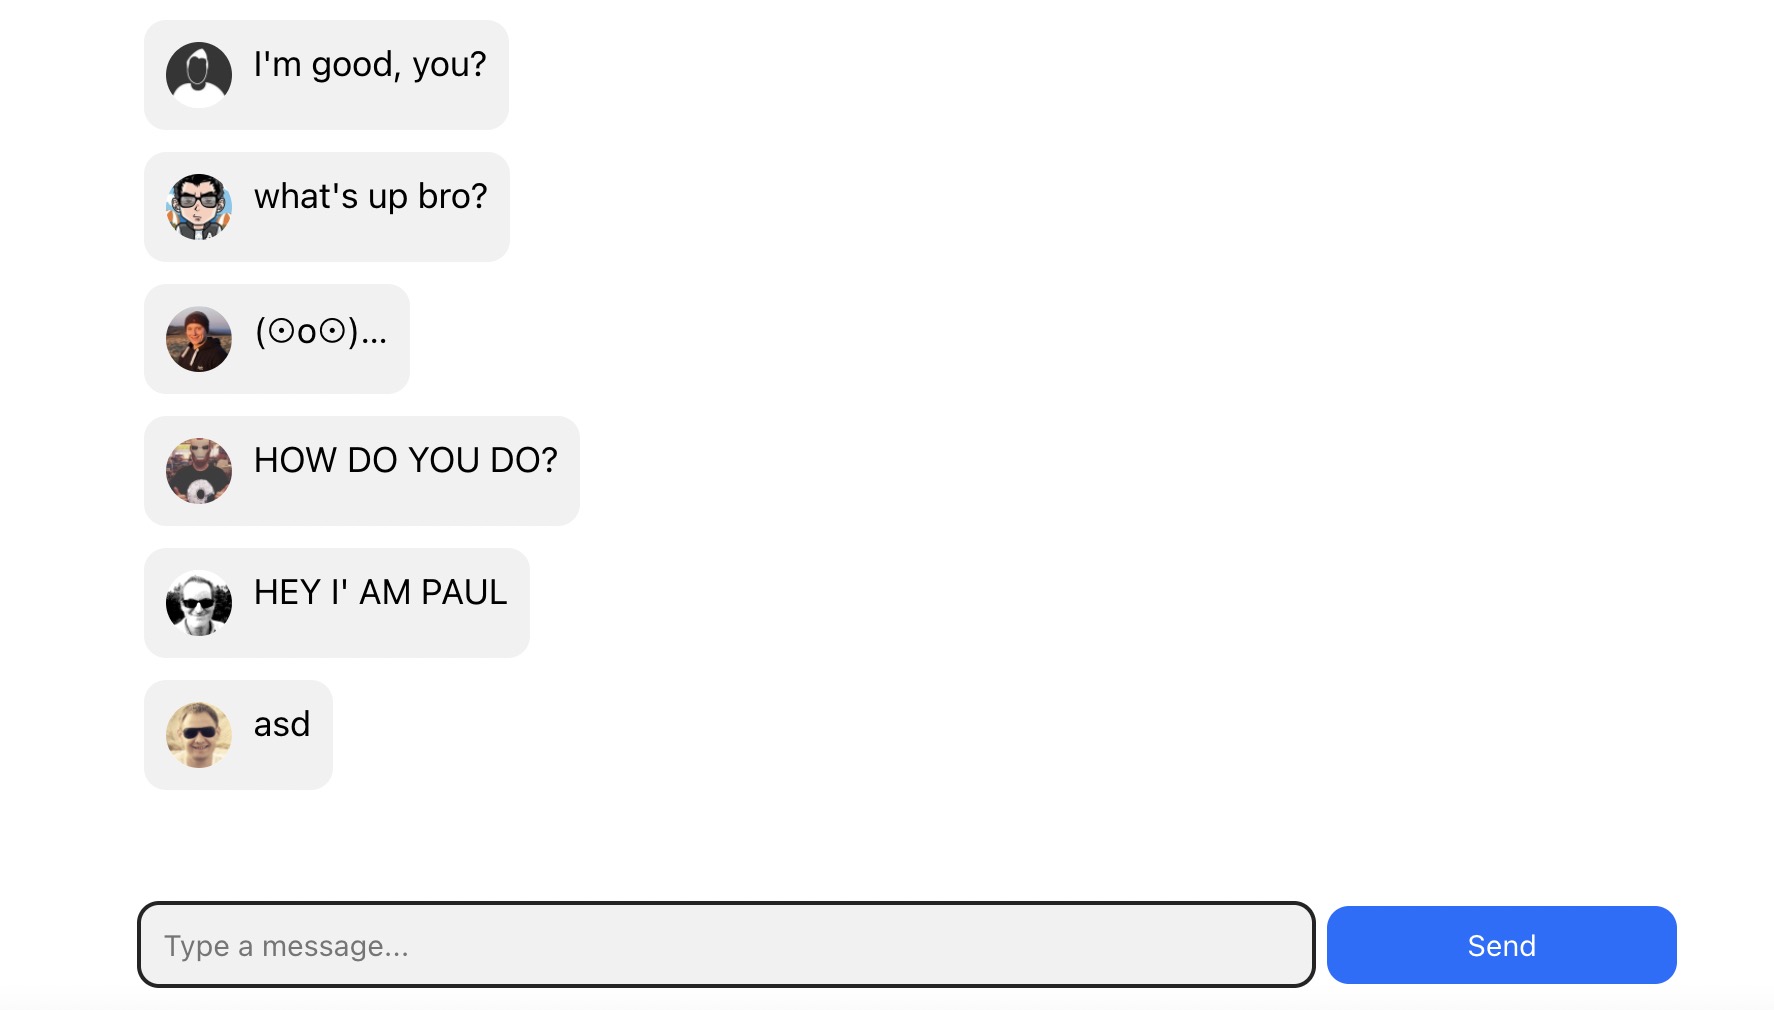 I'm good, you?
what's up bro?
(⊙o⊙)...
HOW DO YOU DO?
HEY I' AM PAUL
asd
Type a message...
Send